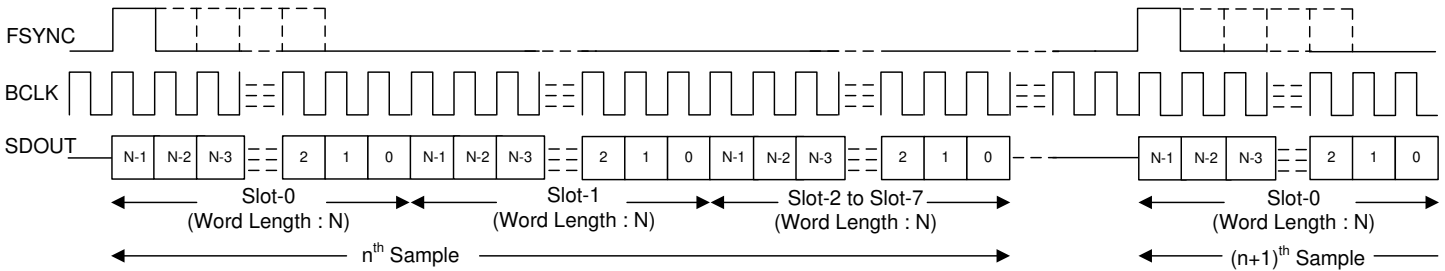 FSYNC
BCLK
SDOUT N-1 N-2 N-3 2 1 0 N-1 N-2 N-3 2 1 0 N-1 N-2 N-3 2 1 0 N-1 N-2 N-3 2 1 0
Slot-0 Slot-1 Slot-2 to Slot-7 Slot-0
(Word Length : N) (Word Length : N) (Word Length : N) (Word Length : N)
nth Sample (n+1)th Sample